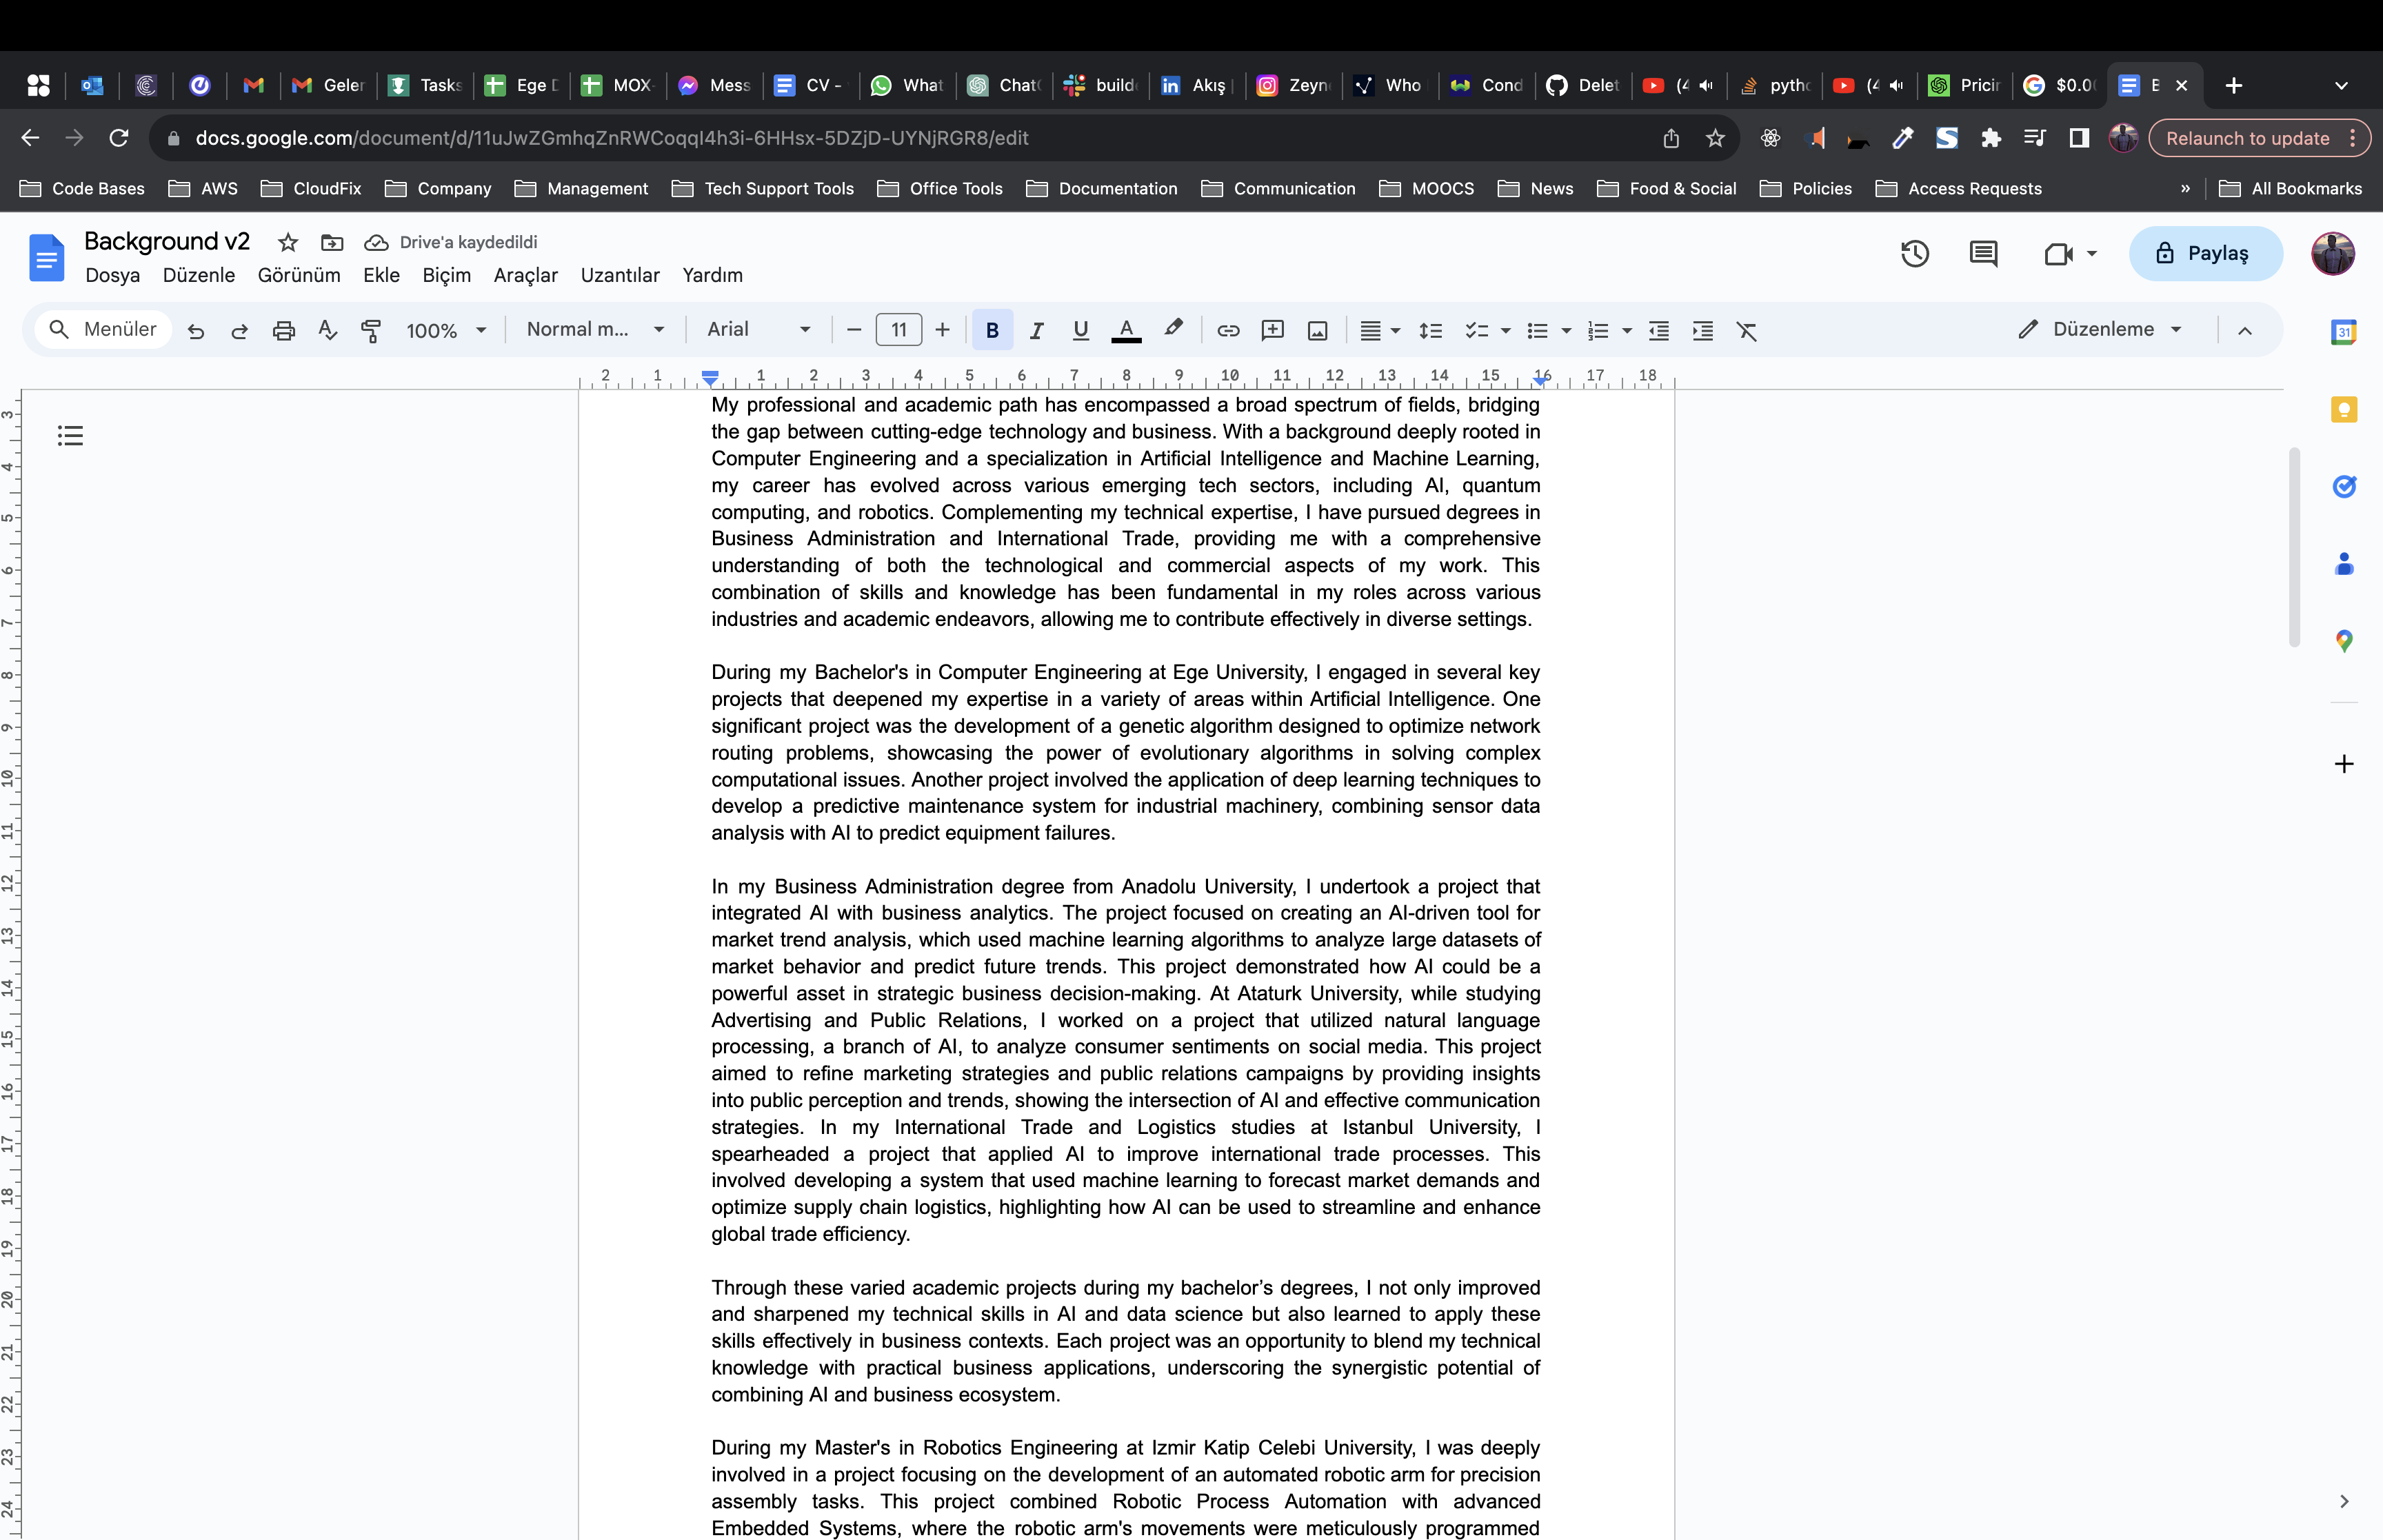 Geler
Tasks
Ege D
MOX-
Mess
CV -
What
Chat
builde
Akış
Zeyn
Who
Cond
Delet
(4
pytho
(4
Pricin
$0.0
docs.google.com/document/d/11uJwZGmhqZnRWCoqqI4h3i-6HHsx-5DZjD-UYNjRGR8/edit
Relaunch to update
Code Bases AWS CloudFix Company Management Tech Support Tools Office Tools Documentation Communication MOOCS News Food & Social Policies Access Requests » All Bookmarks
Background v2 Drive'a kaydedildi
Dosya Düzenle Görünüm Ekle Biçim Araçlar Uzantılar Yardım
Paylaş
Menüler 100% Normal m... Arial 11 B I U A Düzenleme
2 1 1 2 3 4 5 6 7 8 9 10 11 12 13 14 15 16 17 18
31
3 4 5 6 7 8 9 10 11 12 13 14 15 16 17 18 19 20 21 22 23 24
My professional and academic path has encompassed a broad spectrum of fields, bridging
the gap between cutting-edge technology and business. With a background deeply rooted in
Computer Engineering and a specialization in Artificial Intelligence and Machine Learning,
my career has evolved across various emerging tech sectors, including AI, quantum
computing, and robotics. Complementing my technical expertise, I have pursued degrees in
Business Administration and International Trade, providing me with a comprehensive
understanding of both the technological and commercial aspects of my work. This
combination of skills and knowledge has been fundamental in my roles across various
industries and academic endeavors, allowing me to contribute effectively in diverse settings.
During my Bachelor's in Computer Engineering at Ege University, I engaged in several key
projects that deepened my expertise in a variety of areas within Artificial Intelligence. One
significant project was the development of a genetic algorithm designed to optimize network
routing problems, showcasing the power of evolutionary algorithms in solving complex
computational issues. Another project involved the application of deep learning techniques to
develop a predictive maintenance system for industrial machinery, combining sensor data
analysis with AI to predict equipment failures.
In my Business Administration degree from Anadolu University, I undertook a project that
integrated AI with business analytics. The project focused on creating an AI-driven tool for
market trend analysis, which used machine learning algorithms to analyze large datasets of
market behavior and predict future trends. This project demonstrated how AI could be a
powerful asset in strategic business decision-making. At Ataturk University, while studying
Advertising and Public Relations, I worked on a project that utilized natural language
processing, a branch of AI, to analyze consumer sentiments on social media. This project
aimed to refine marketing strategies and public relations campaigns by providing insights
into public perception and trends, showing the intersection of AI and effective communication
strategies. In my International Trade and Logistics studies at Istanbul University, I
spearheaded a project that applied AI to improve international trade processes. This
involved developing a system that used machine learning to forecast market demands and
optimize supply chain logistics, highlighting how AI can be used to streamline and enhance
global trade efficiency.
Through these varied academic projects during my bachelor’s degrees, I not only improved
and sharpened my technical skills in AI and data science but also learned to apply these
skills effectively in business contexts. Each project was an opportunity to blend my technical
knowledge with practical business applications, underscoring the synergistic potential of
combining AI and business ecosystem.
During my Master's in Robotics Engineering at Izmir Katip Celebi University, I was deeply
involved in a project focusing on the development of an automated robotic arm for precision
assembly tasks. This project combined Robotic Process Automation with advanced
Embedded Systems, where the robotic arm's movements were meticulously programmed